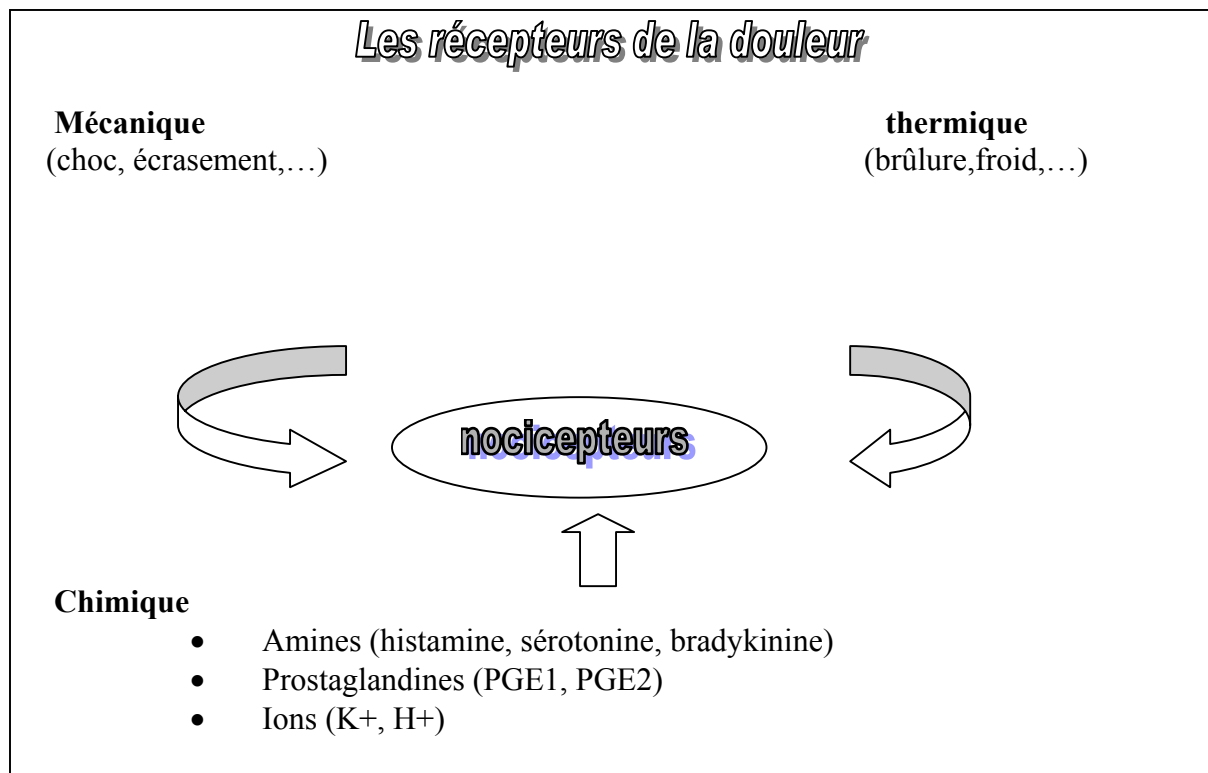 Les récepteurs de la douleur
Mécanique
(choc, écrasement,…)
thermique
(brûlure,froid,…)
nocicepteurs
Chimique
• Amines (histamine, sérotonine, bradykinine)
• Prostaglandines (PGE1, PGE2)
• Ions (K+, H+)